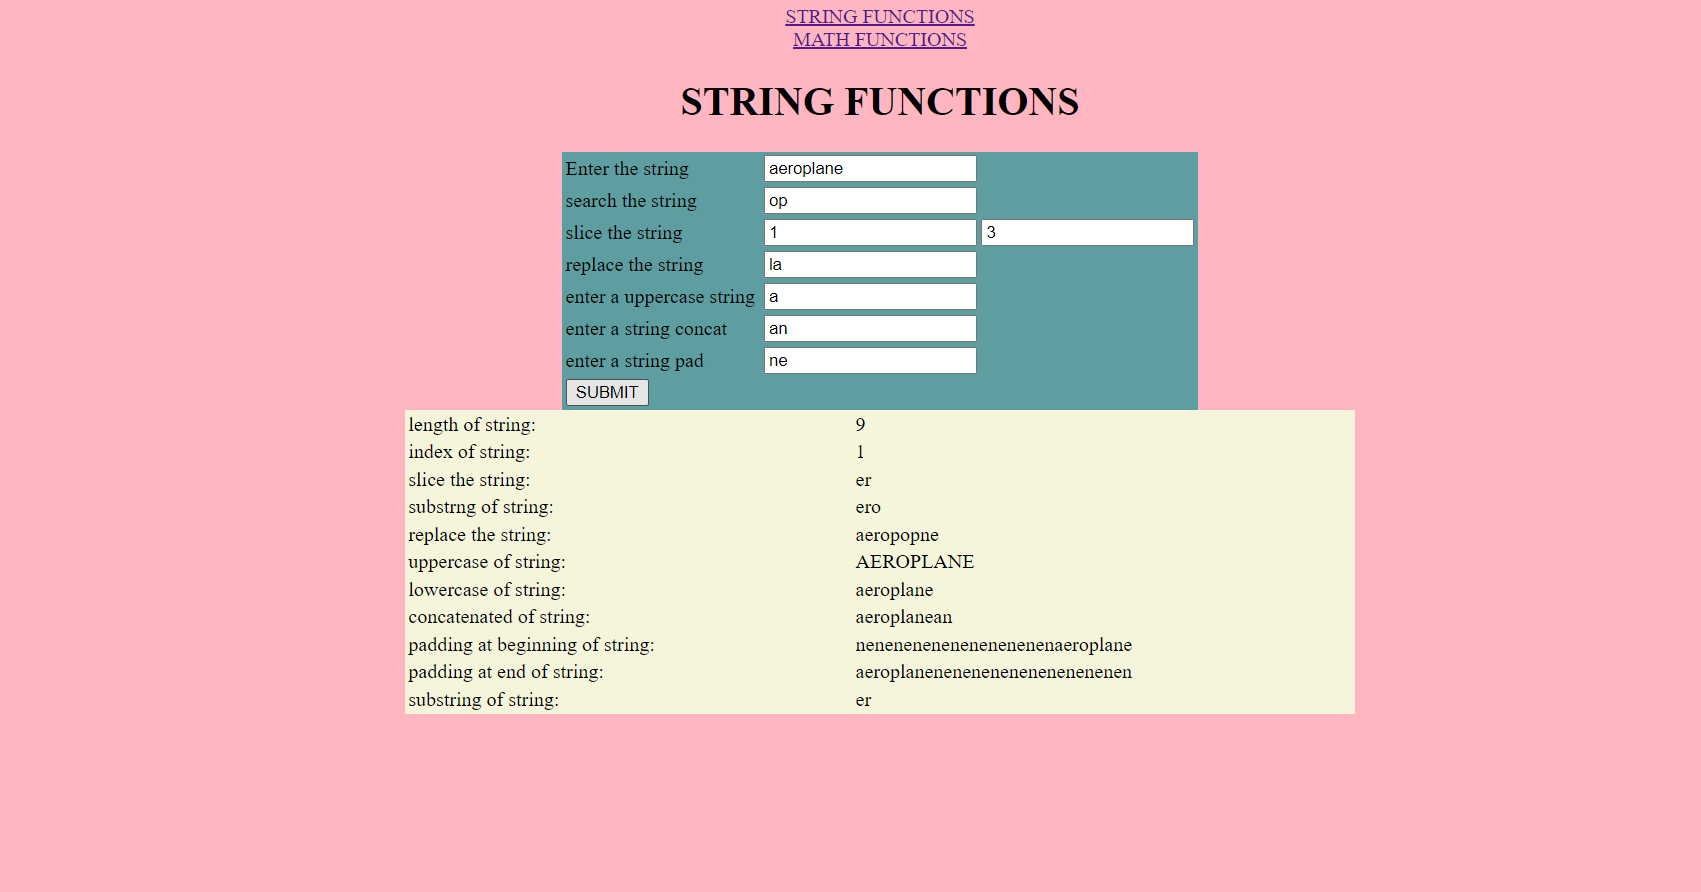 STRING FUNCTIONS
MATH FUNCTIONS
STRING FUNCTIONS
Enter the string aeroplane
search the string op
slice the string 1 3
replace the string la
enter a uppercase string a
enter a string concat an
enter a string pad ne
SUBMIT
length of string: 9
index of string: 1
slice the string: er
substrng of string: ero
replace the string: aeropopne
uppercase of string: AEROPLANE
lowercase of string: aeroplane
concatenated of string: aeroplanean
padding at beginning of string: nenenenenenenenenenenaeroplane
padding at end of string: aeroplanenenenenenenenenenenen
substring of string: er